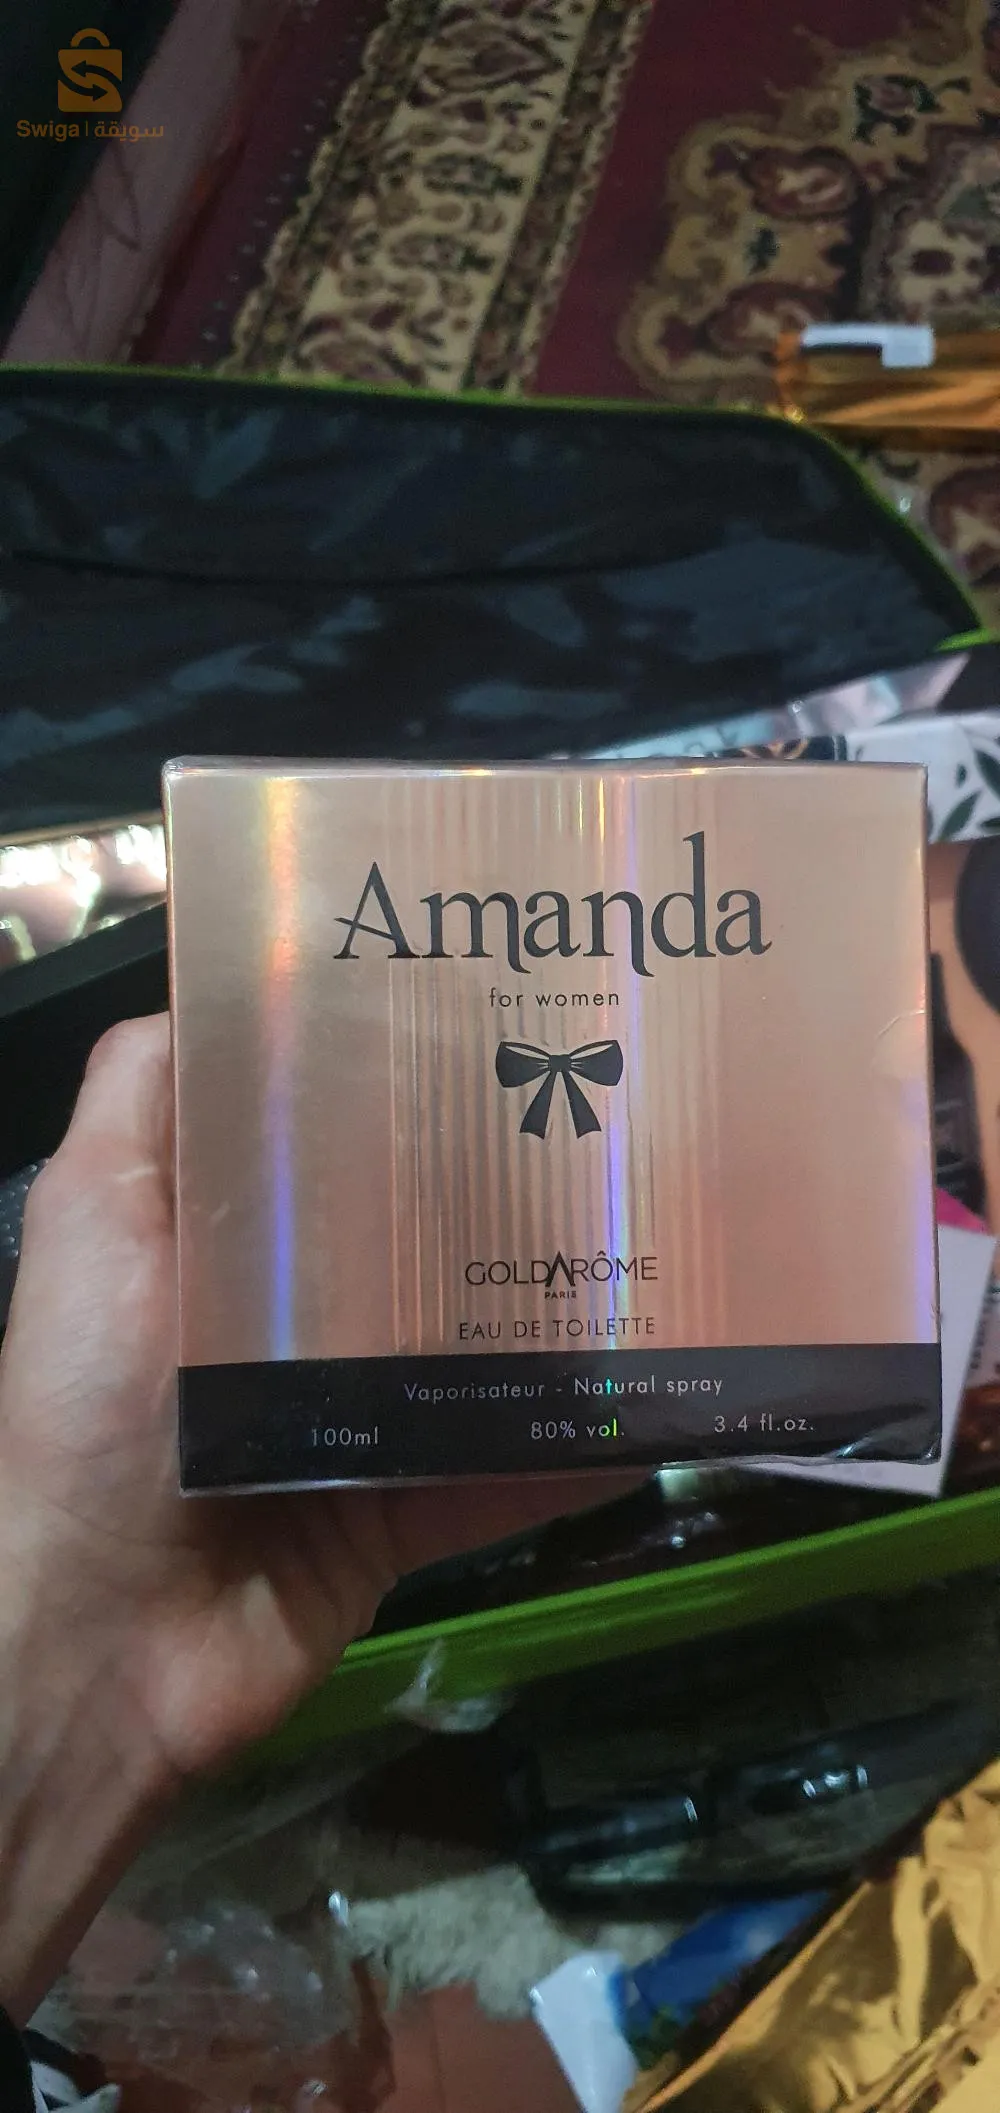 Swiga | سويقة
Amanda
for women
GOLDARÔME
PARIS
EAU DE TOILETTE
Vaporisateur - Natural spray
100ml 80% vol. 3.4 fl.oz.